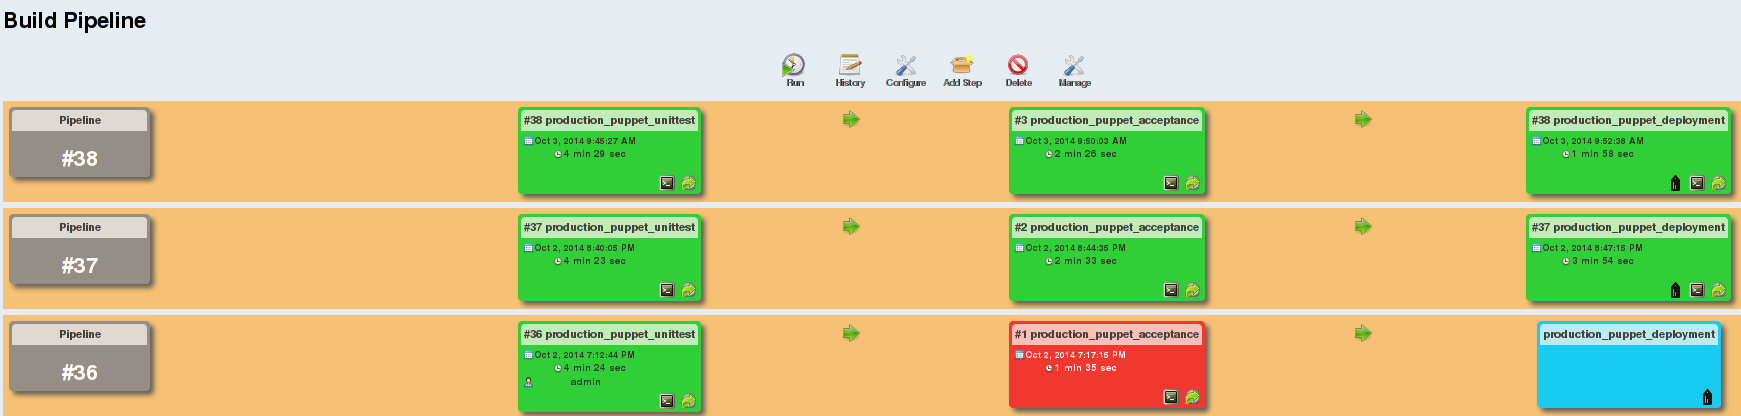 Build Pipeline
Run History Configure Add Step Delete Manage
Pipeline
#38
#38 production_puppet_unittest
Oct 3, 2014 9:45:27 AM
4 min 29 sec
#3 production_puppet_acceptance
Oct 3, 2014 9:50:03 AM
2 min 26 sec
#38 production_puppet_deployment
Oct 3, 2014 9:52:38 AM
1 min 58 sec
Pipeline
#37
#37 production_puppet_unittest
Oct 2, 2014 8:40:05 PM
4 min 23 sec
#2 production_puppet_acceptance
Oct 2, 2014 8:44:35 PM
2 min 33 sec
#37 production_puppet_deployment
Oct 2, 2014 8:47:15 PM
3 min 54 sec
Pipeline
#36
#36 production_puppet_unittest
Oct 2, 2014 7:12:44 PM
4 min 24 sec
admin
#1 production_puppet_acceptance
Oct 2, 2014 7:17:15 PM
1 min 35 sec
production_puppet_deployment